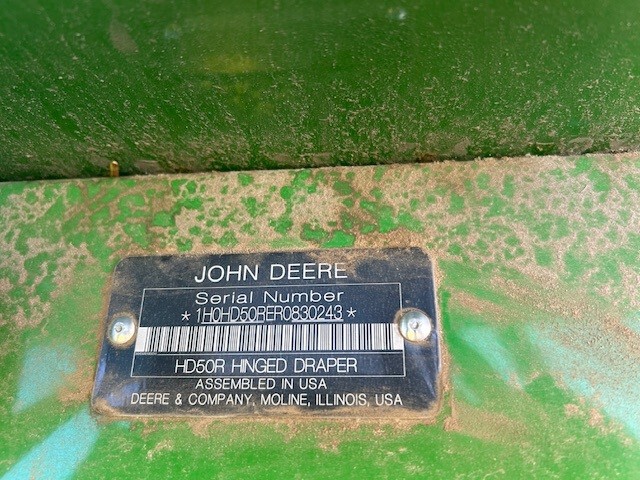 JOHN DEERE
Serial Number
*1H0HD50RER0830243*
HD50R HINGED DRAPER
ASSEMBLED IN USA
DEERE & COMPANY, MOLINE, ILLINOIS, USA